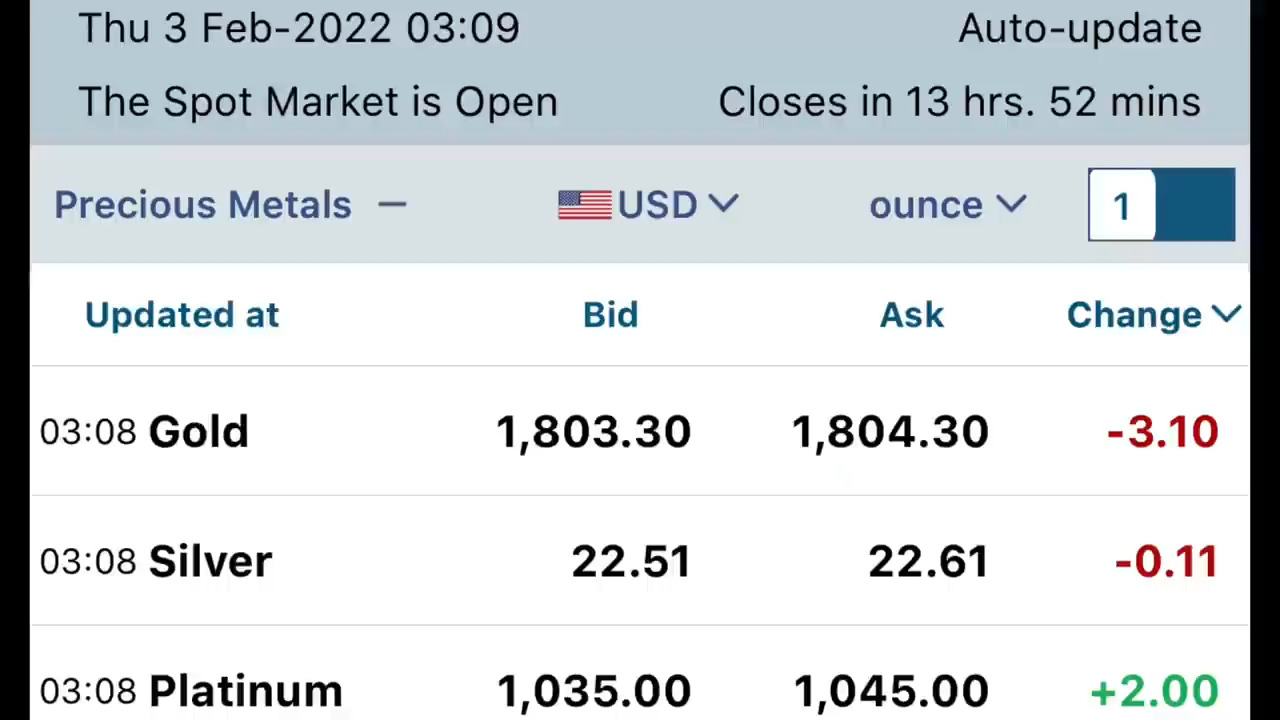 Thu 3 Feb-2022 03:09 Auto-update
The Spot Market is Open Closes in 13 hrs. 52 mins
Precious Metals — USD ounce 1
Updated at Bid Ask Change
03:08 Gold 1,803.30 1,804.30 -3.10
03:08 Silver 22.51 22.61 -0.11
03:08 Platinum 1,035.00 1,045.00 +2.00